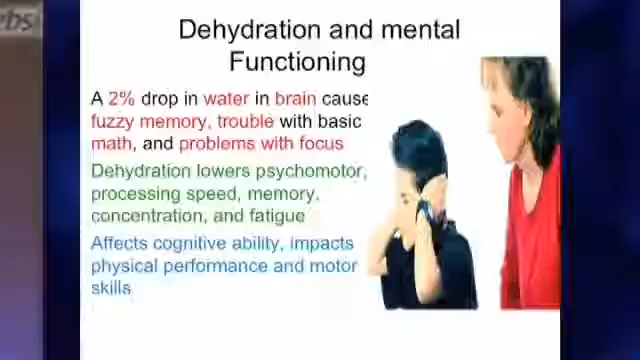 ebs
Dehydration and mental
Functioning
A 2% drop in water in brain cause
fuzzy memory, trouble with basic
math, and problems with focus
Dehydration lowers psychomotor,
processing speed, memory,
concentration, and fatigue
Affects cognitive ability, impacts
physical performance and motor
skills